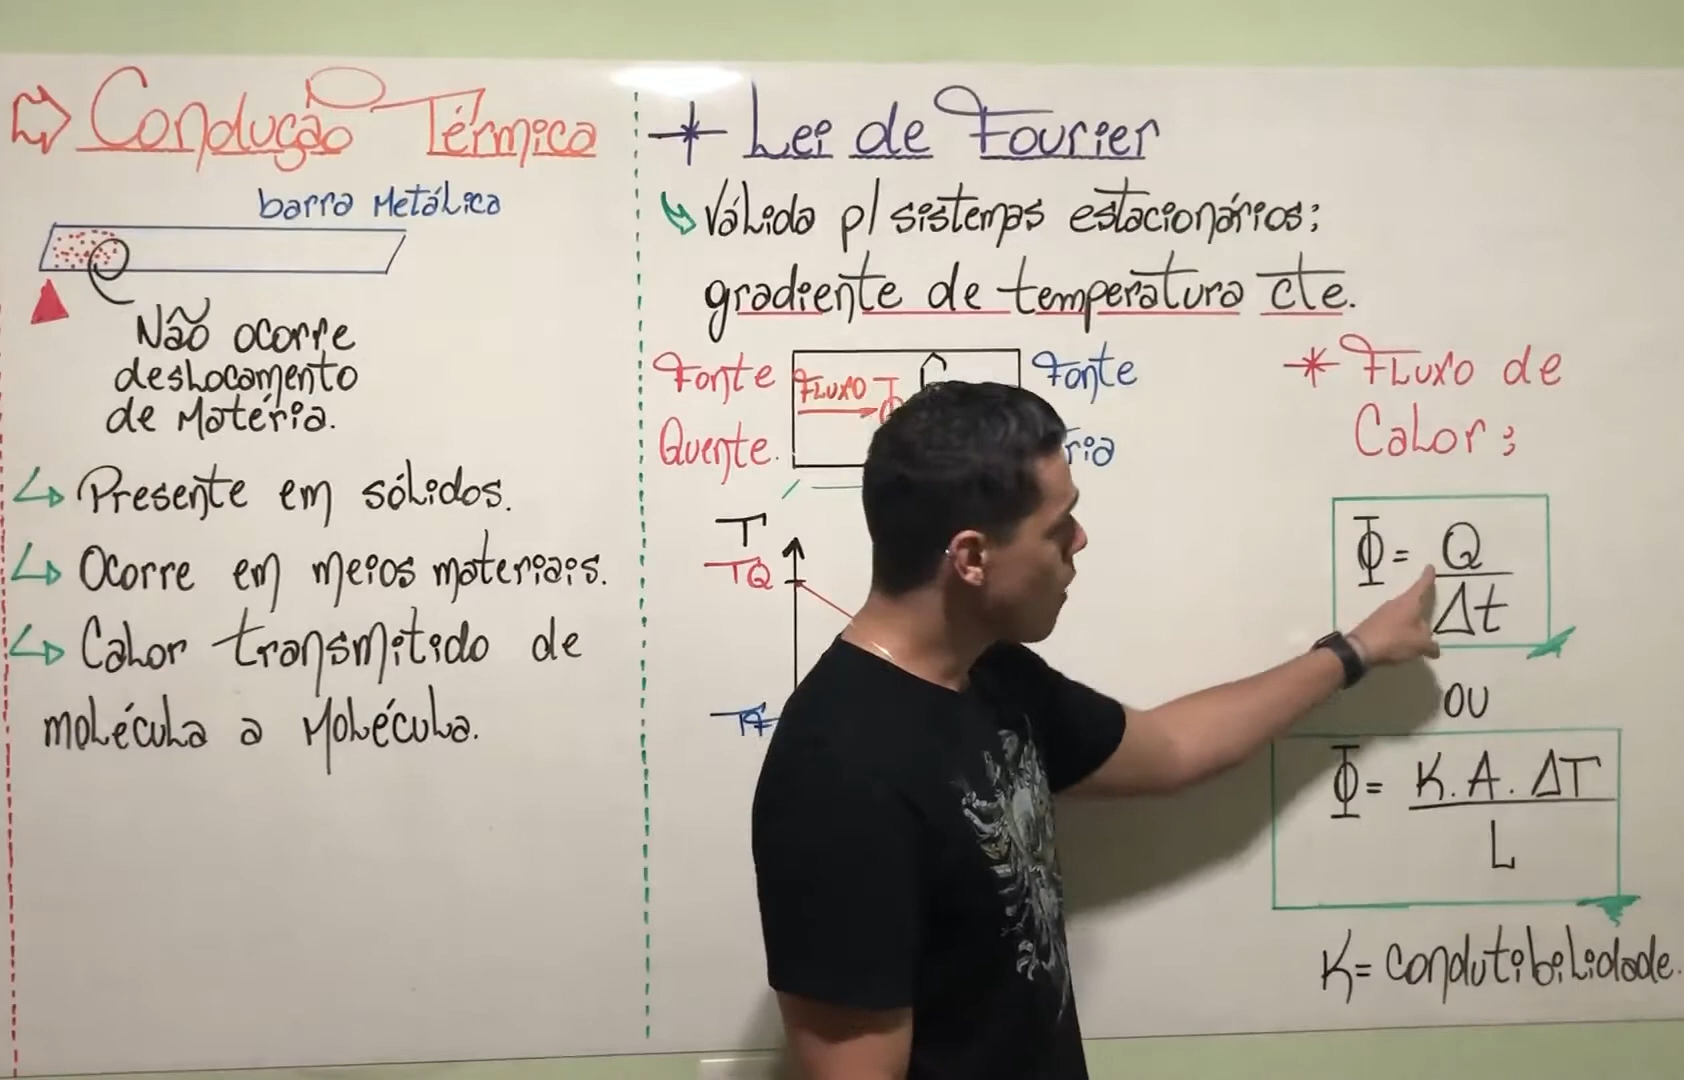 Condução Térmica
barra Metálica
Não ocorre
deslocamento
de Matéria.
Presente em sólidos.
Ocorre em meios materiais.
Calor transmitido de
molécula a Molécula.
* Lei de Fourier
Válida p/ sistemas estacionários:
gradiente de temperatura cte.
Fonte
Quente.
Fluxo Φ
Fonte
ria
T
TQ
TF
* Fluxo de
Calor:
Φ = Q
Δt
ou
Φ = K. A. ΔT
L
K = condutibilidade.